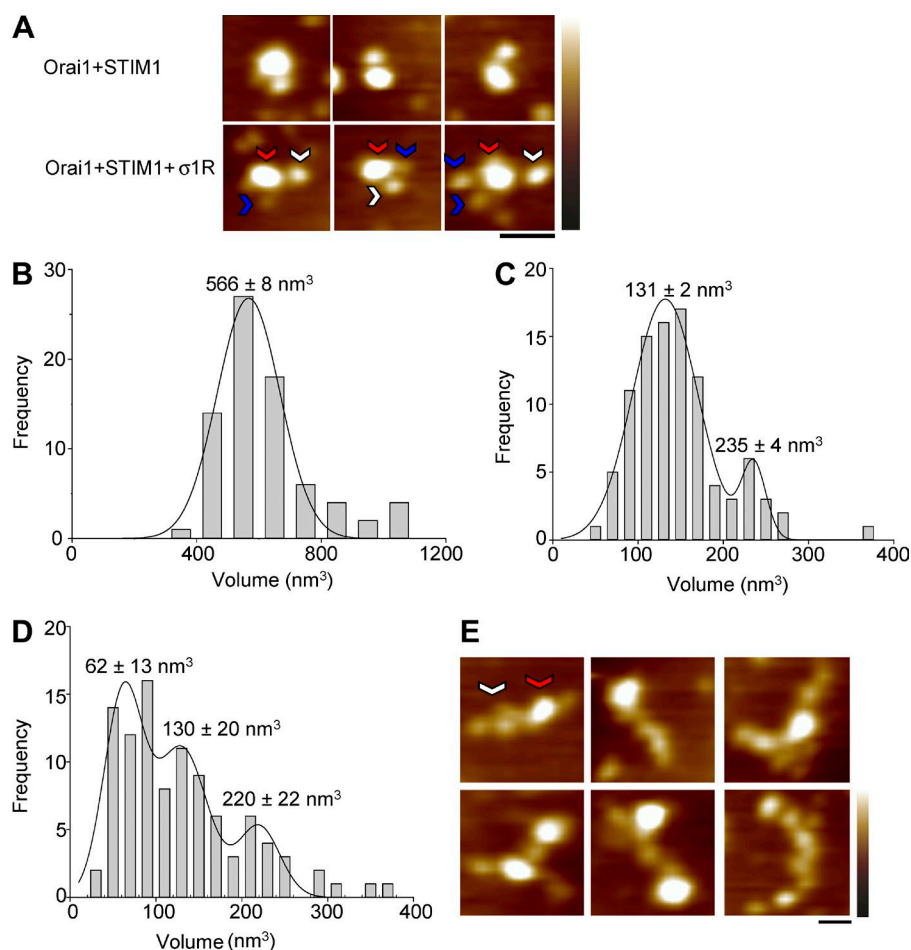 A
Orai1+STIM1
Orai1+STIM1+σ1R
B
30
20
10
0
Frequency
566 ± 8 nm³
0
400
800
1200
Volume (nm³)
C
20
15
10
5
0
Frequency
131 ± 2 nm³
235 ± 4 nm³
0
100
200
300
400
Volume (nm³)
D
20
15
10
5
0
Frequency
62 ± 13 nm³
130 ± 20 nm³
220 ± 22 nm³
0
100
200
300
400
Volume (nm³)
E